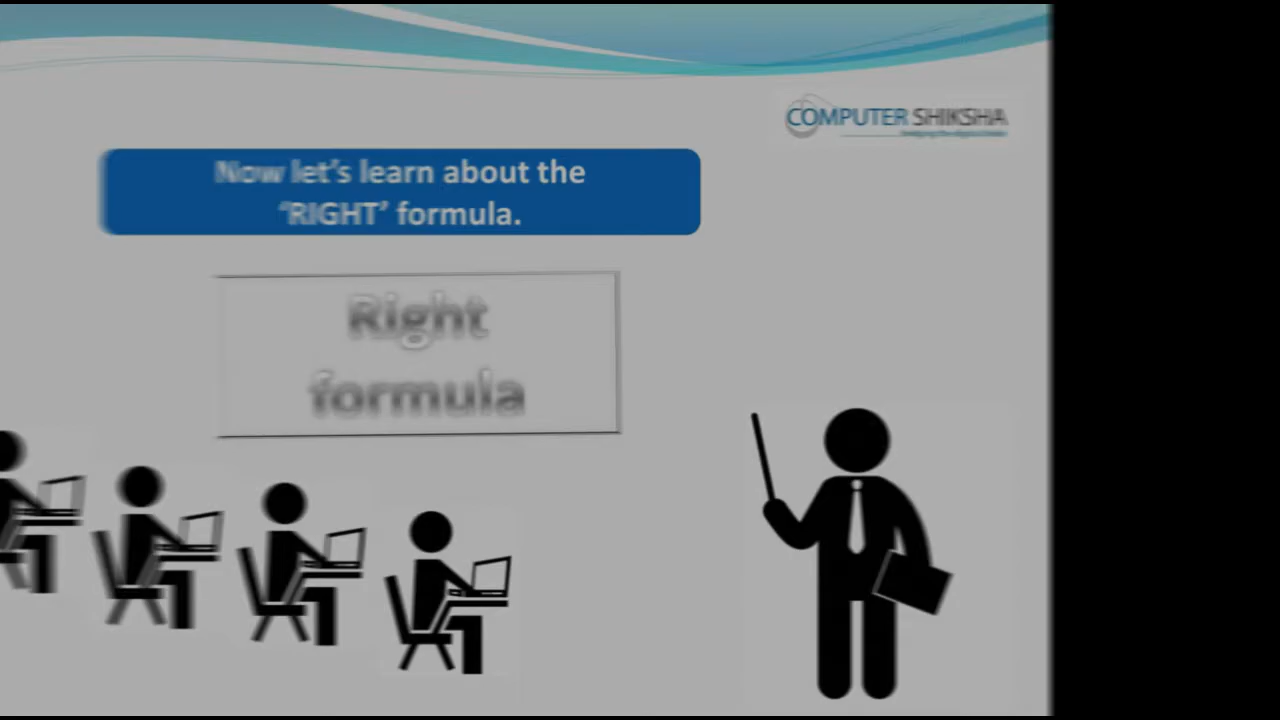 COMPUTER SHIKSHA
Now let's learn about the
‘RIGHT’ formula.
Right
formula